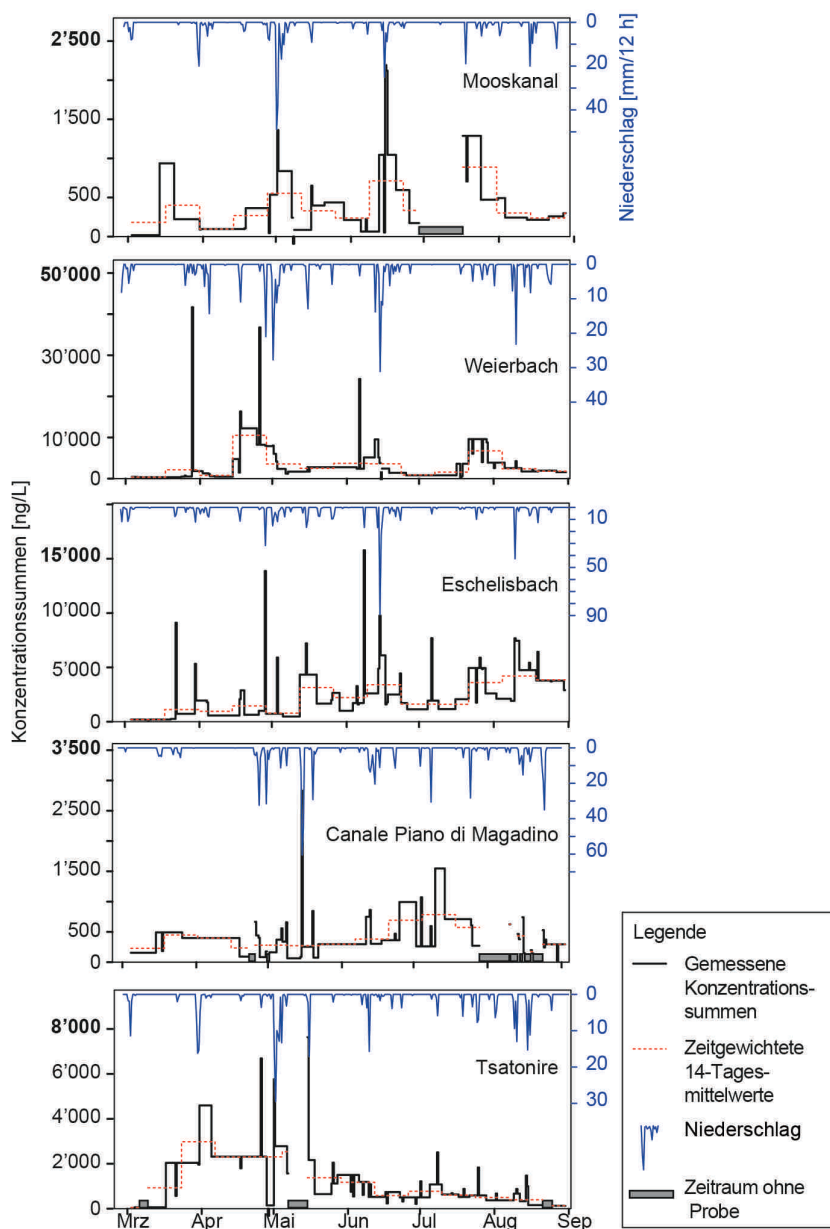 Konzentrationssummen [ng/L]
Niederschlag [mm/12 h]
2'500
1'500
500
0
0
20
40
Mooskanal
50'000
30'000
10'000
0
0
10
20
30
40
Weierbach
15'000
10'000
5'000
0
10
50
90
Eschelisbach
3'500
2'500
1'500
500
0
0
20
40
60
Canale Piano di Magadino
8'000
6'000
4'000
2'000
0
0
10
20
30
Tsatonire
Mrz Apr Mai Jun Jul Aug Sep
Legende
Gemessene
Konzentrations-
summen
Zeitgewichtete
14-Tages-
mittelwerte
Niederschlag
Zeitraum ohne
Probe